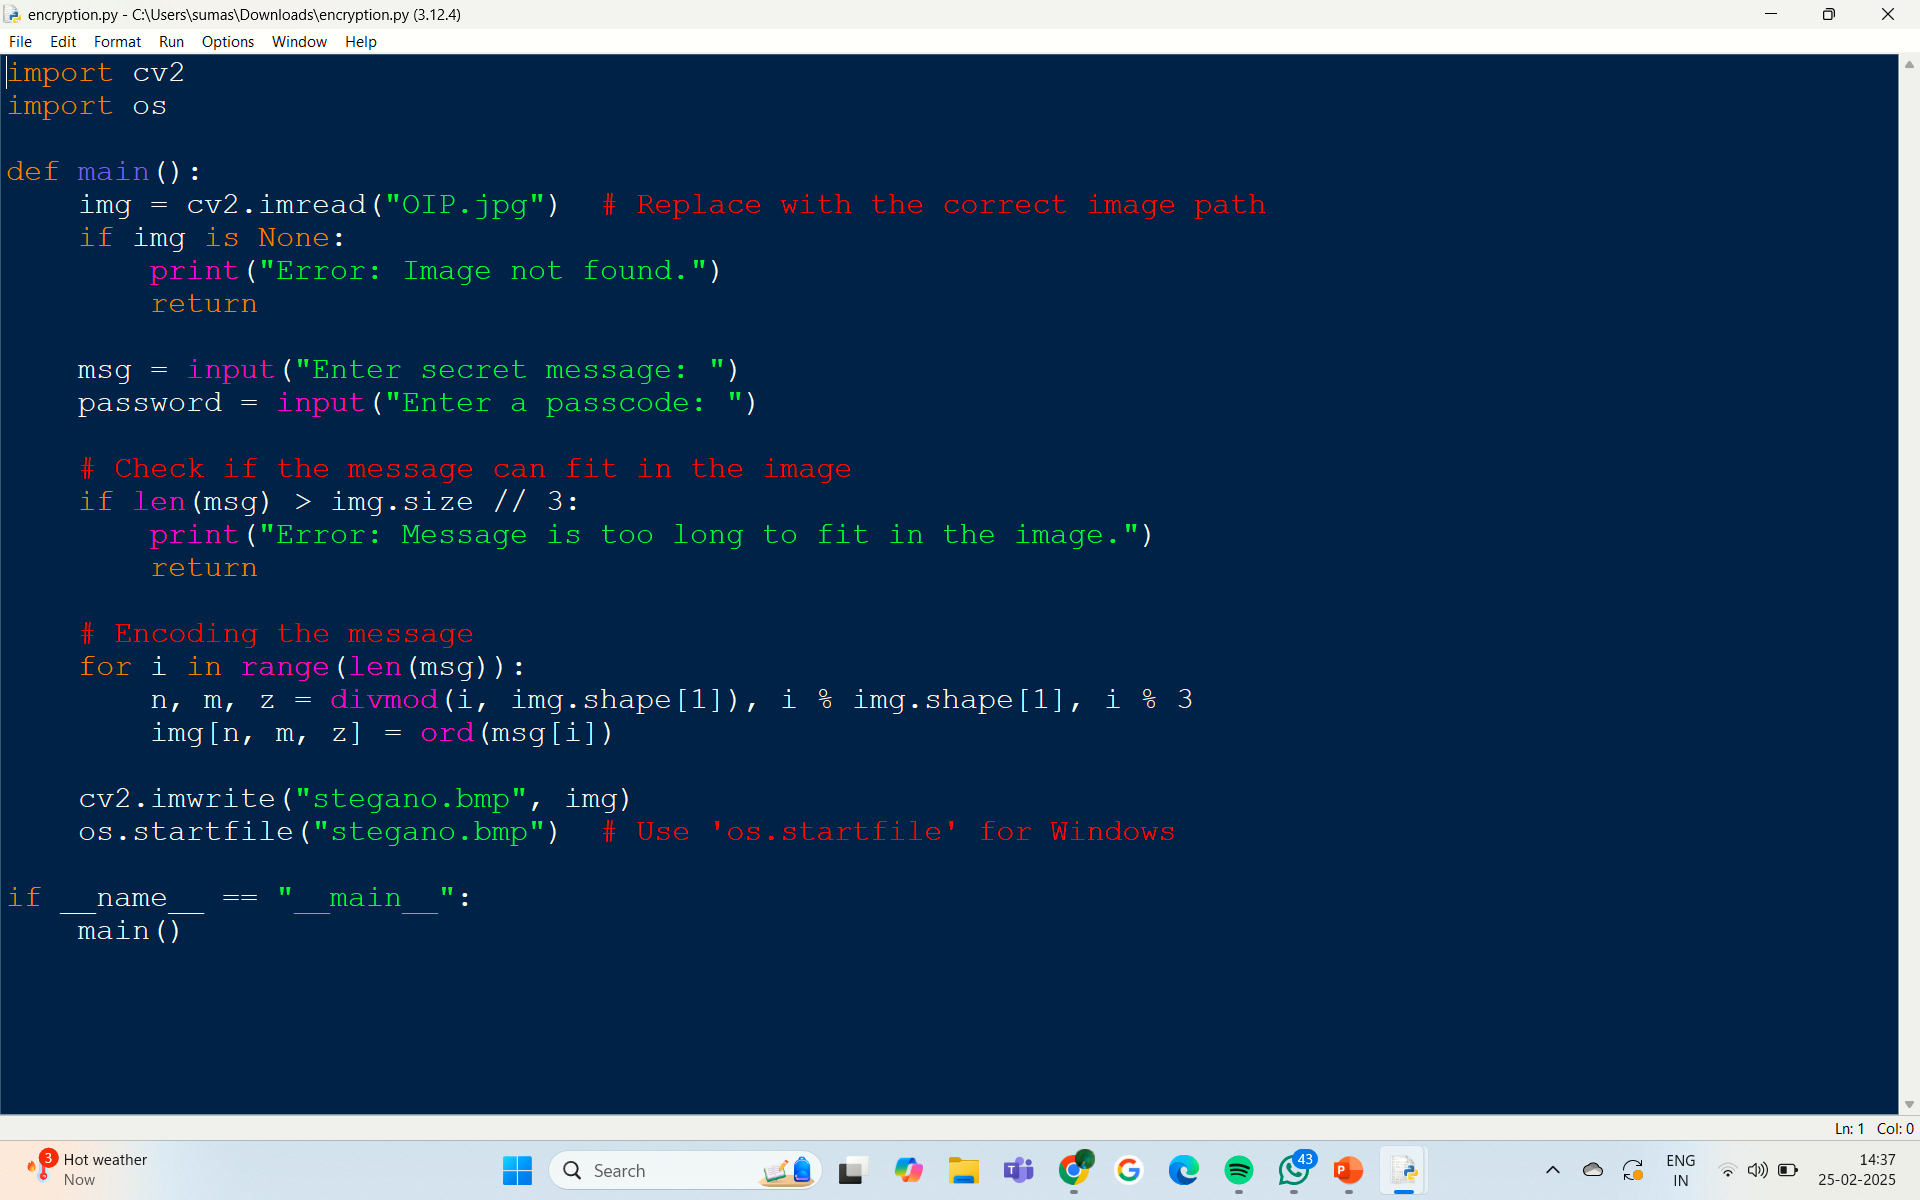 encryption.py - C:\Users\sumas\Downloads\encryption.py (3.12.4)
File Edit Format Run Options Window Help
import cv2
import os

def main():
    img = cv2.imread("OIP.jpg")  # Replace with the correct image path
    if img is None:
        print("Error: Image not found.")
        return

    msg = input("Enter secret message: ")
    password = input("Enter a passcode: ")

    # Check if the message can fit in the image
    if len(msg) > img.size // 3:
        print("Error: Message is too long to fit in the image.")
        return

    # Encoding the message
    for i in range(len(msg)):
        n, m, z = divmod(i, img.shape[1]), i % img.shape[1], i % 3
        img[n, m, z] = ord(msg[i])

    cv2.imwrite("stegano.bmp", img)
    os.startfile("stegano.bmp")  # Use 'os.startfile' for Windows

if __name__ == "__main__":
    main()
Ln: 1 Col: 0
3 Hot weather
Now
Search
43
P
ENG
IN
14:37
25-02-2025